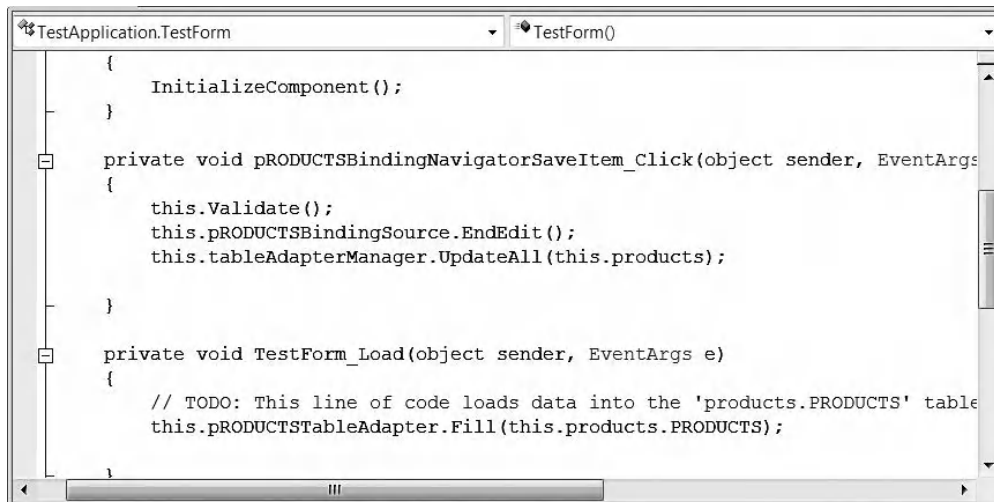 TestApplication.TestForm
TestForm()
{
InitializeComponent();
}
private void pRODUCTSBindingNavigatorSaveItem_Click(object sender, EventArgs
{
this.Validate();
this.pRODUCTSBindingSource.EndEdit();
this.tableAdapterManager.UpdateAll(this.products);
}
private void TestForm_Load(object sender, EventArgs e)
{
// TODO: This line of code loads data into the 'products.PRODUCTS' table
this.pRODUCTSTableAdapter.Fill(this.products.PRODUCTS);
}